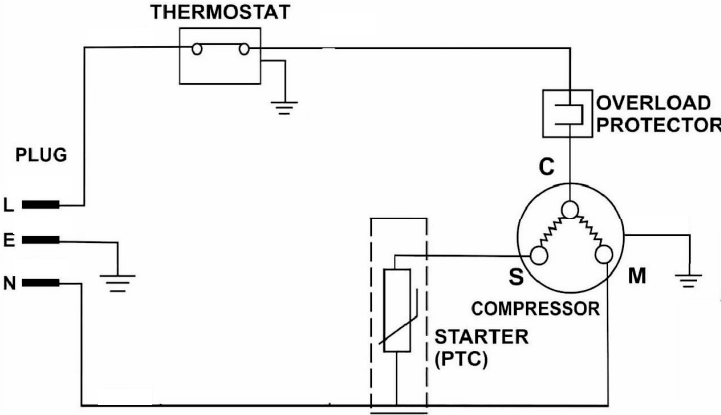 THERMOSTAT
OVERLOAD
PROTECTOR
PLUG
C
L
E
N
S
M
COMPRESSOR
STARTER
(PTC)